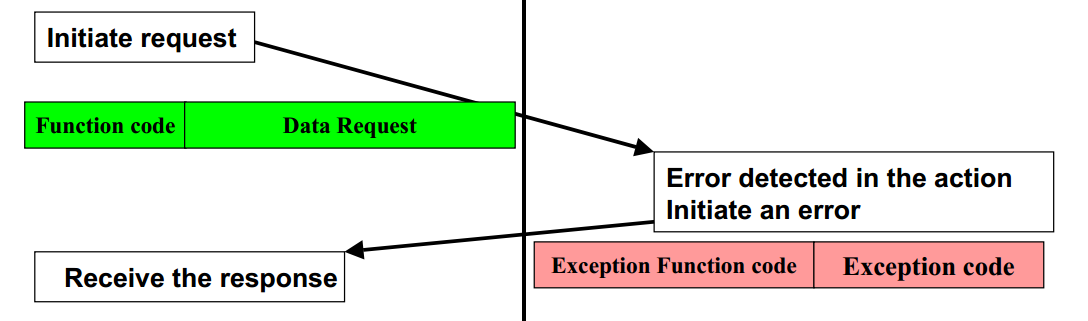 Initiate request
Function code
Data Request
Error detected in the action
Initiate an error
Exception Function code
Exception code
Receive the response